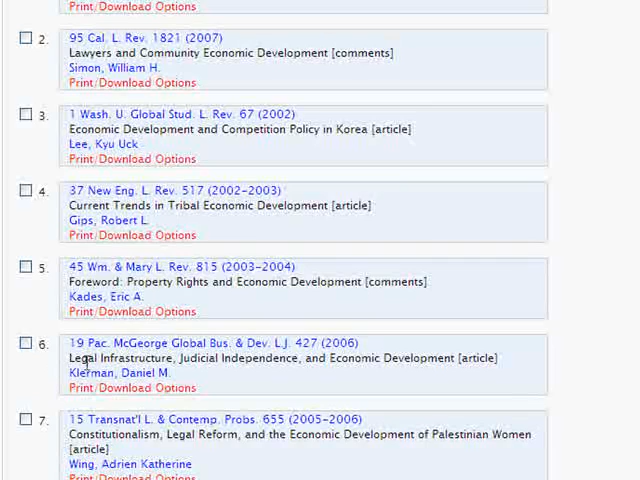 Print/Download Options
2. 95 Cal. L. Rev. 1821 (2007)
Lawyers and Community Economic Development [comments]
Simon, William H.
Print/Download Options
3. 1 Wash. U. Global Stud. L. Rev. 67 (2002)
Economic Development and Competition Policy in Korea [article]
Lee, Kyu Uck
Print/Download Options
4. 37 New Eng. L. Rev. 517 (2002-2003)
Current Trends in Tribal Economic Development [article]
Gips, Robert L.
Print/Download Options
5. 45 Wm. & Mary L. Rev. 815 (2003-2004)
Foreword: Property Rights and Economic Development [comments]
Kades, Eric A.
Print/Download Options
6. 19 Pac. McGeorge Global Bus. & Dev. L.J. 427 (2006)
Legal Infrastructure, Judicial Independence, and Economic Development [article]
Klerman, Daniel M.
Print/Download Options
7. 15 Transnat'l L. & Contemp. Probs. 655 (2005-2006)
Constitutionalism, Legal Reform, and the Economic Development of Palestinian Women
[article]
Wing, Adrien Katherine
Print/Download Options